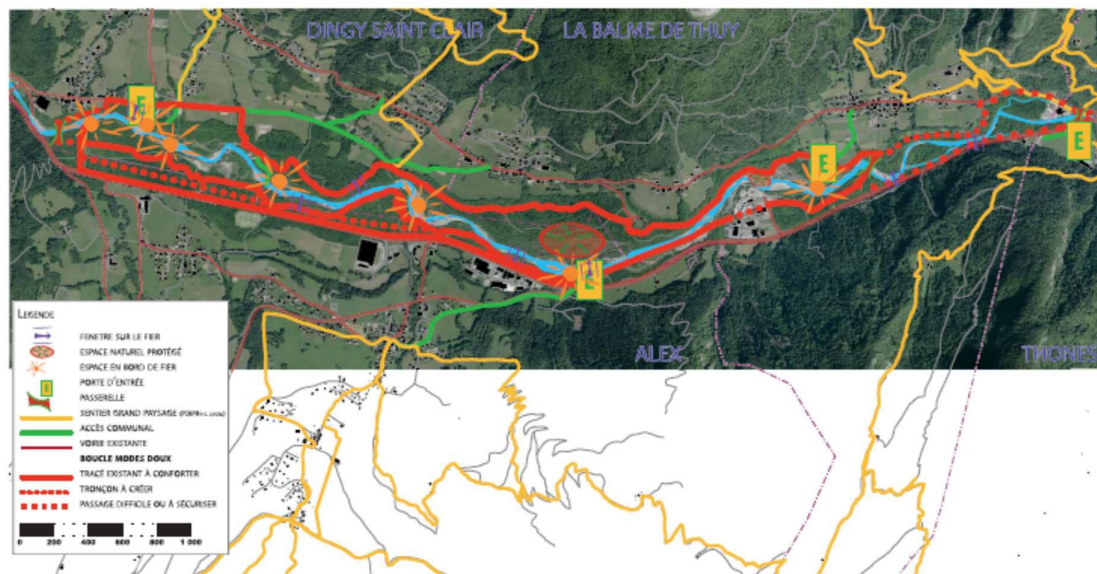 DINGY SAINT CLAIR
LA BALME DE THUY
E
E
E
E
ALEX
THONES
LEGENDE
FENETRE SUR LE FIER
ESPACE NATUREL PROTÉGÉ
ESPACE EN BORD DE FIER
E
PORTE D'ENTRÉE
PASSERELLE
SENTIER GRAND PAYSAGE
ACCÈS COMMUNAL
VOIRIE EXISTANTE
BOUCLE MODES DOUX
TRACÉ EXISTANT À CONFORTER
TRONÇON À CRÉER
PASSAGE DIFFICILE OU À SÉCURISER
0 200 400 600 800 1 000